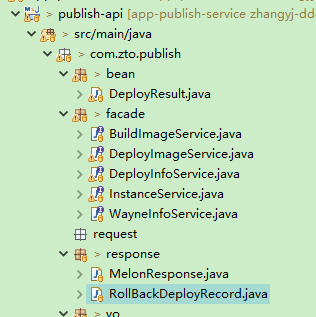 > publish-api [app-publish-service zhangyj-dd
> src/main/java
> com.zto.publish
> bean
> DeployResult.java
> facade
> BuildImageService.java
> DeployImageService.java
> DeployInfoService.java
> InstanceService.java
> WayneInfoService.java
request
> response
> MelonResponse.java
> RollBackDeployRecord.java
> vo